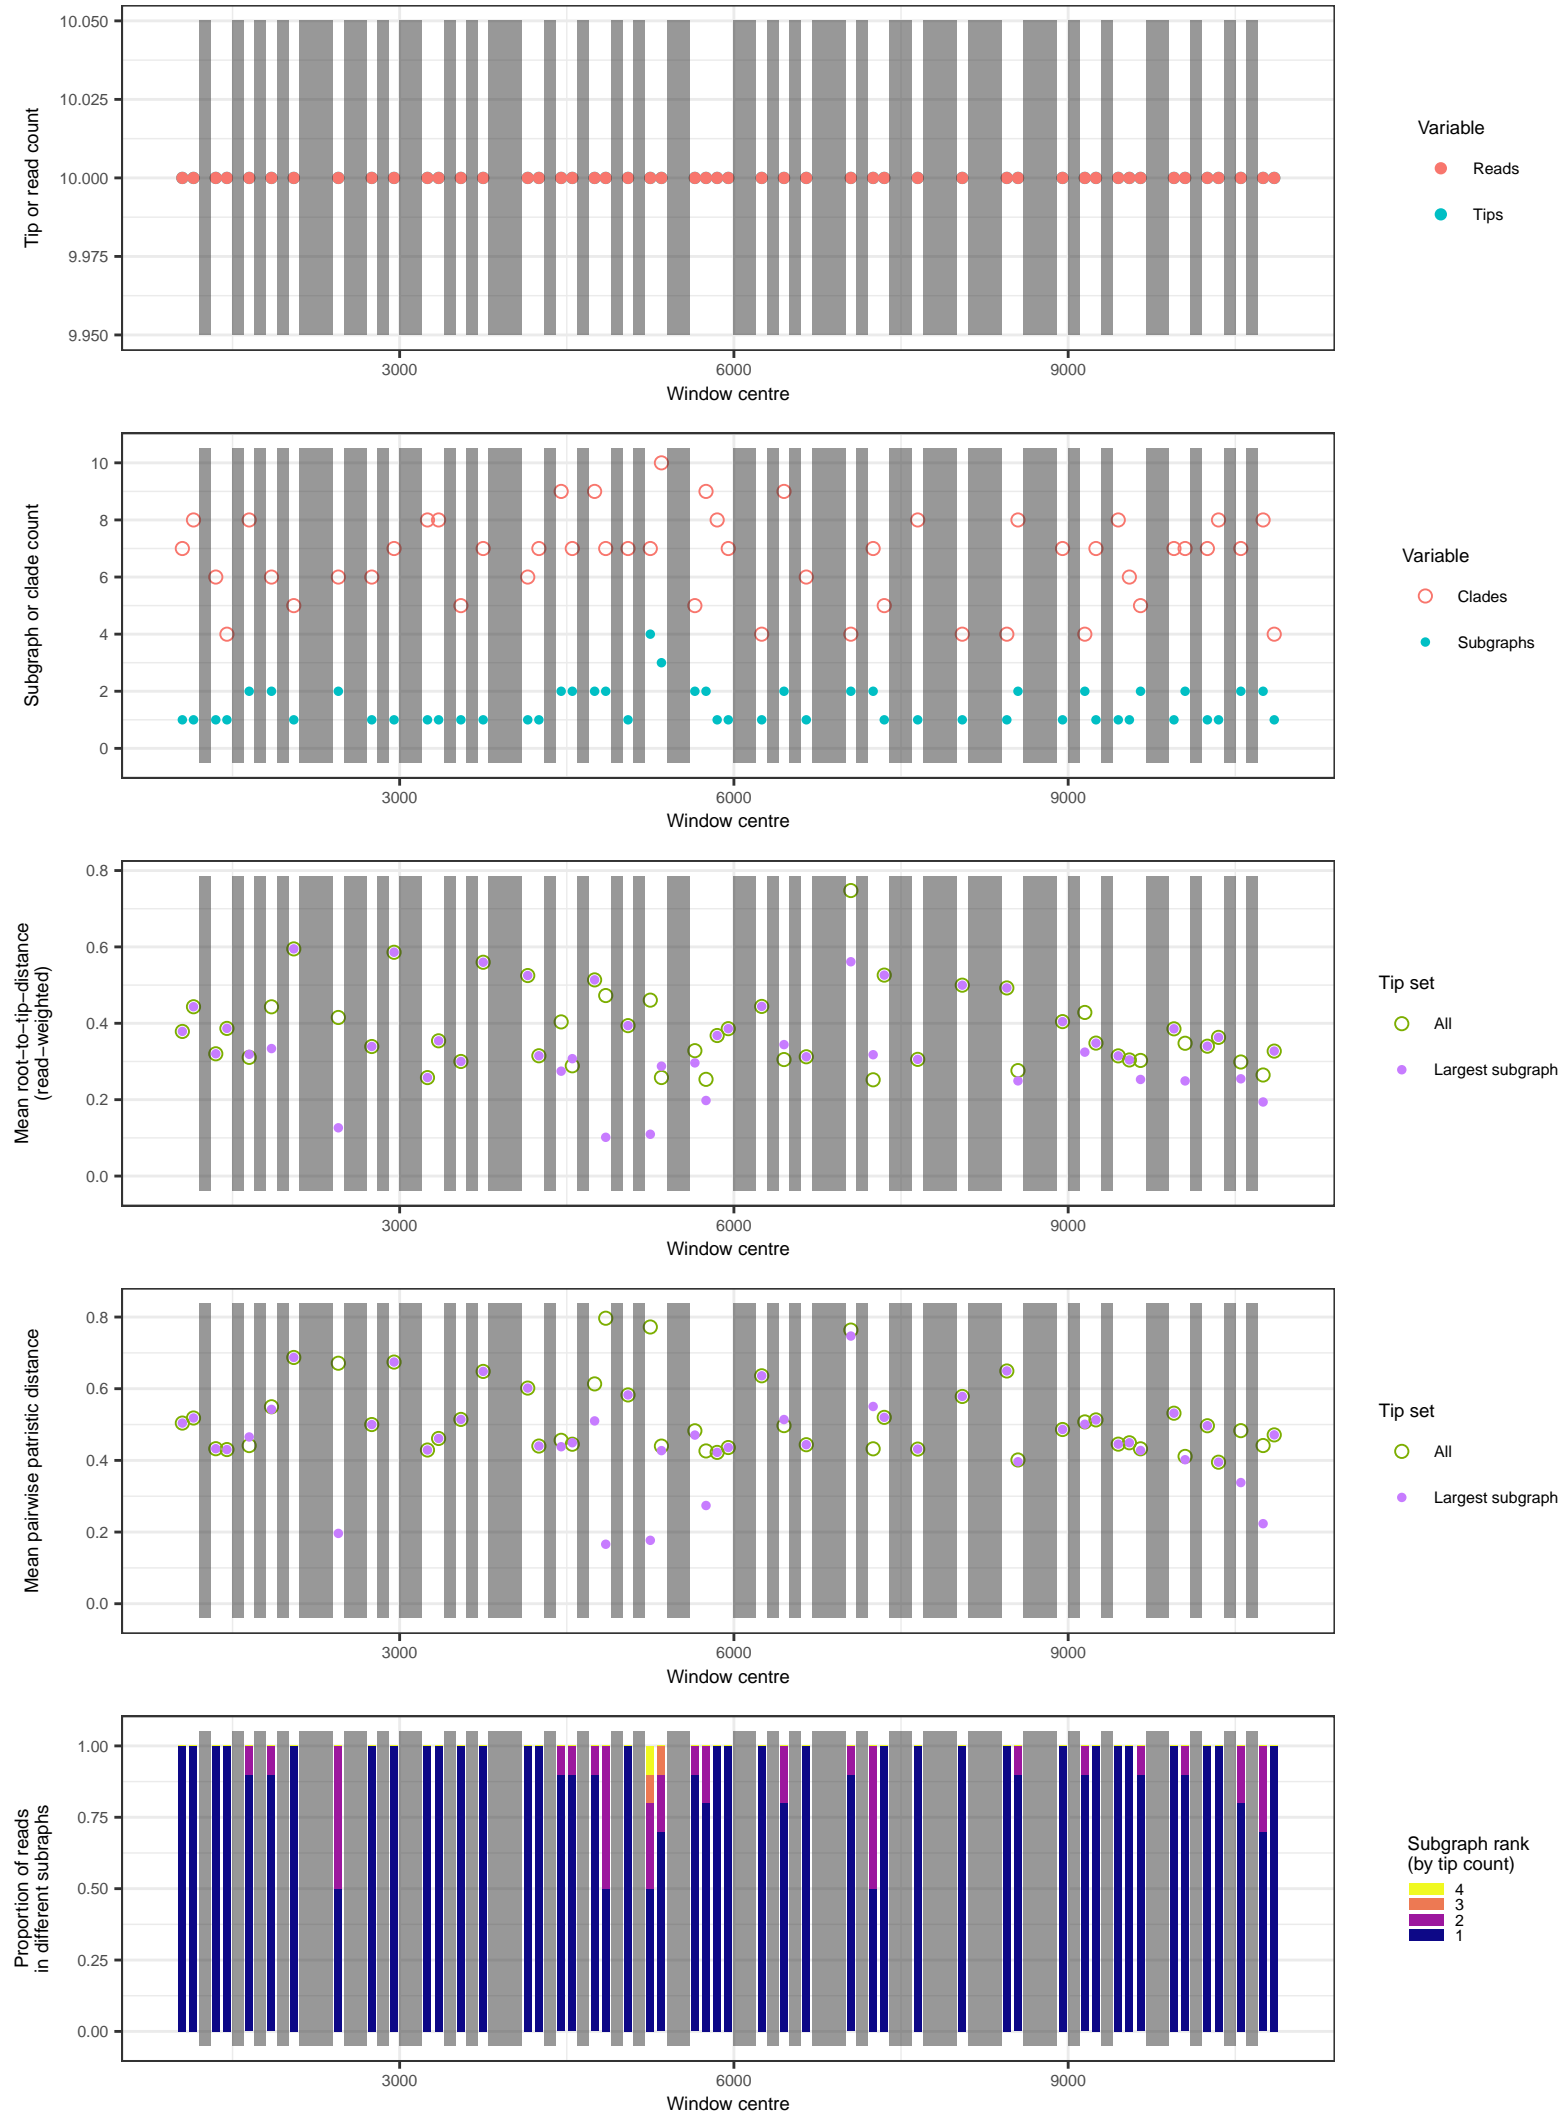 10.050
10.025
10.000
9.975
9.950
Tip or read count
3000
6000
9000
Window centre
Variable
Reads
Tips
10
8
6
4
2
0
Subgraph or clade count
3000
6000
9000
Window centre
Variable
Clades
Subgraphs
0.8
0.6
0.4
0.2
0.0
Mean root−to−tip−distance
(read−weighted)
3000
6000
9000
Window centre
Tip set
All
Largest subgraph
0.8
0.6
0.4
0.2
0.0
Mean pairwise patristic distance
3000
6000
9000
Window centre
Tip set
All
Largest subgraph
1.00
0.75
0.50
0.25
0.00
Proportion of reads
in different subraphs
3000
6000
9000
Window centre
Subgraph rank
(by tip count)
4
3
2
1